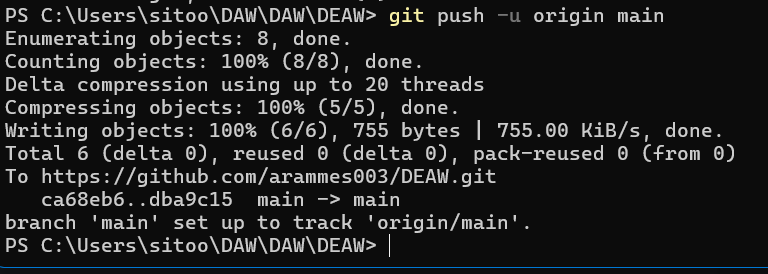 PS C:\Users\sitoo\DAW\DAW\DEAW> git push -u origin main
Enumerating objects: 8, done.
Counting objects: 100% (8/8), done.
Delta compression using up to 20 threads
Compressing objects: 100% (5/5), done.
Writing objects: 100% (6/6), 755 bytes | 755.00 KiB/s, done.
Total 6 (delta 0), reused 0 (delta 0), pack-reused 0 (from 0)
To https://github.com/arammes003/DEAW.git
   ca68eb6..dba9c15  main -> main
branch 'main' set up to track 'origin/main'.
PS C:\Users\sitoo\DAW\DAW\DEAW>